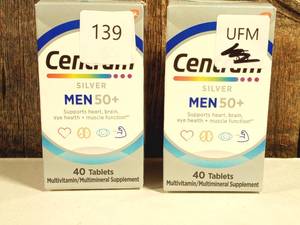 139
Centrum
SILVER
MEN 50+
Supports heart, brain,
eye health + muscle function*
40 Tablets
Multivitamin/Multimineral Supplement
UFM
Centrum
SILVER
MEN 50+
Supports heart, brain,
eye health + muscle function*
40 Tablets
Multivitamin/Multimineral Supplement